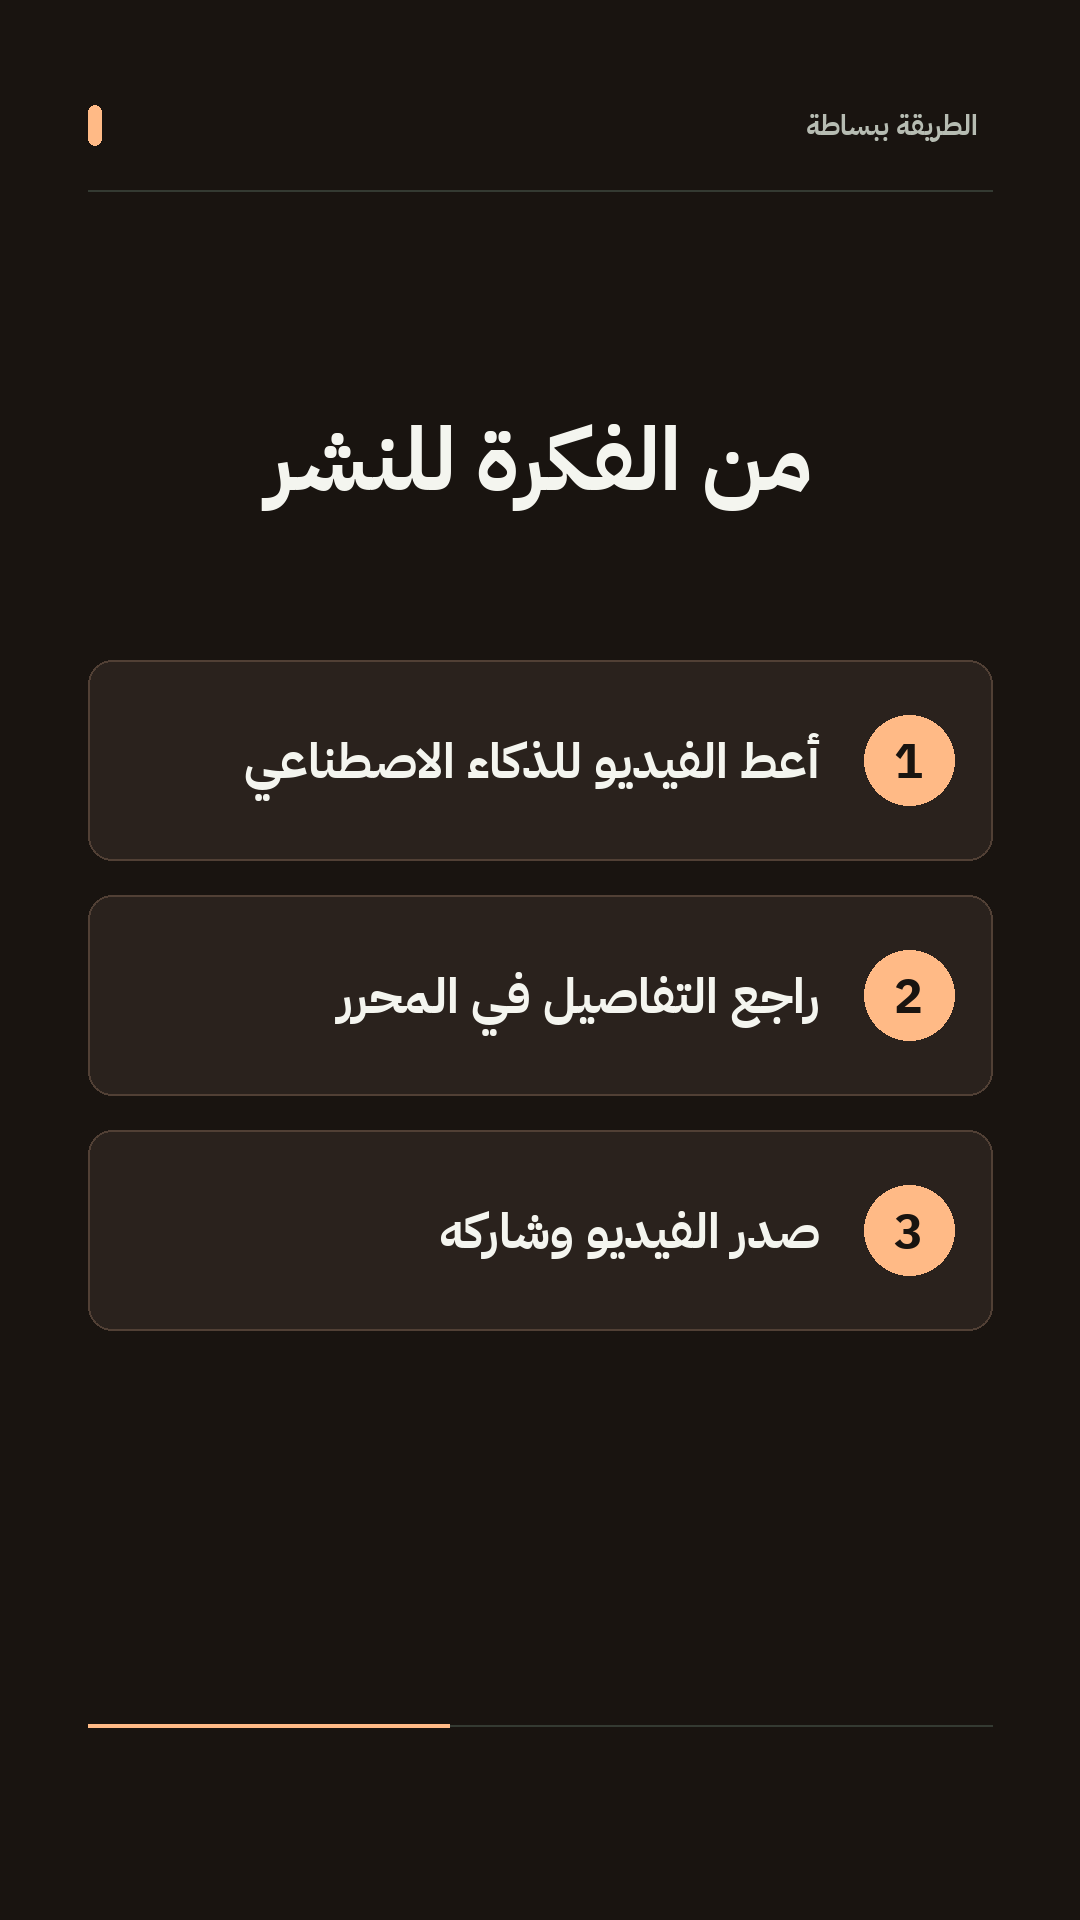 الطريقة ببساطة
من الفكرة للنشر
1 أعط الفيديو للذكاء الاصطناعي
2 راجع التفاصيل في المحرر
3 صدر الفيديو وشاركه